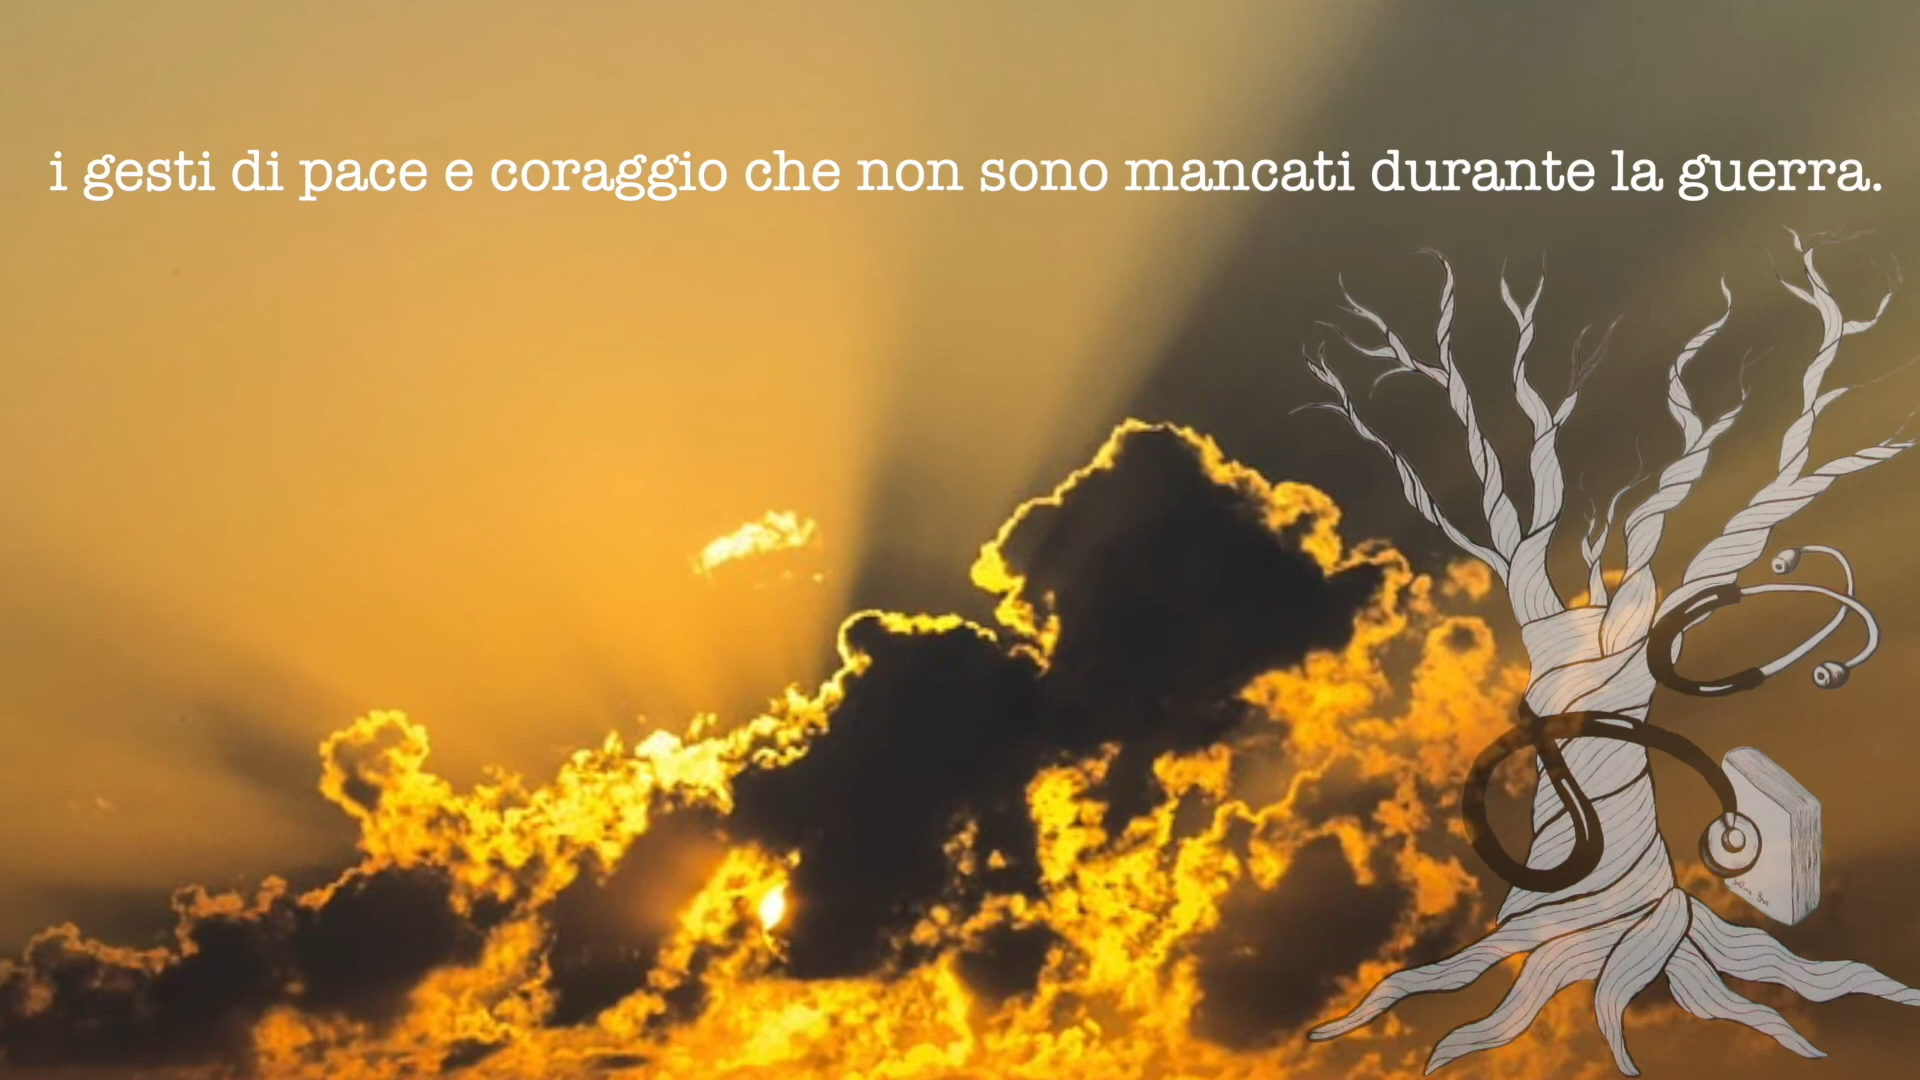 i gesti di pace e coraggio che non sono mancati durante la guerra.